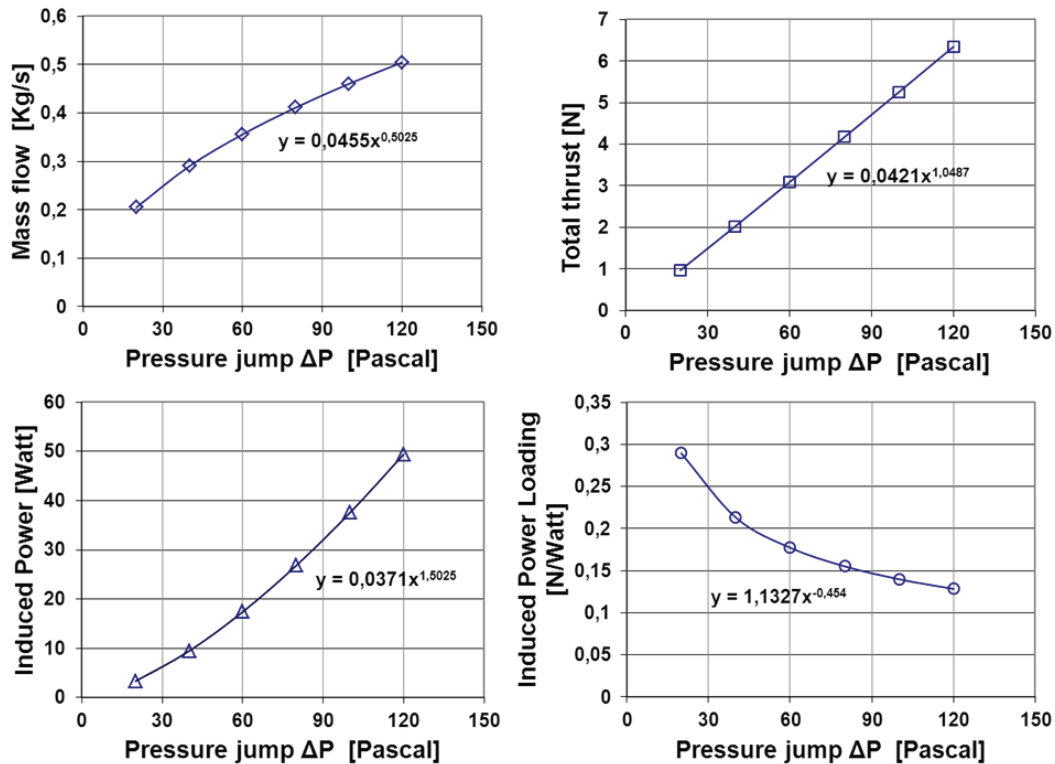 Mass flow [Kg/s]
0,6
0,5
0,4
0,3
0,2
0,1
0
y = 0,0455x^0,5025
0 30 60 90 120 150
Pressure jump ΔP [Pascal]
Total thrust [N]
7
6
5
4
3
2
1
0
y = 0,0421x^1,0487
0 30 60 90 120 150
Pressure jump ΔP [Pascal]
Induced Power [Watt]
60
50
40
30
20
10
0
y = 0,0371x^1,5025
0 30 60 90 120 150
Pressure jump ΔP [Pascal]
Induced Power Loading
[N/Watt]
0,35
0,3
0,25
0,2
0,15
0,1
0,05
0
y = 1,1327x^-0,454
0 30 60 90 120 150
Pressure jump ΔP [Pascal]